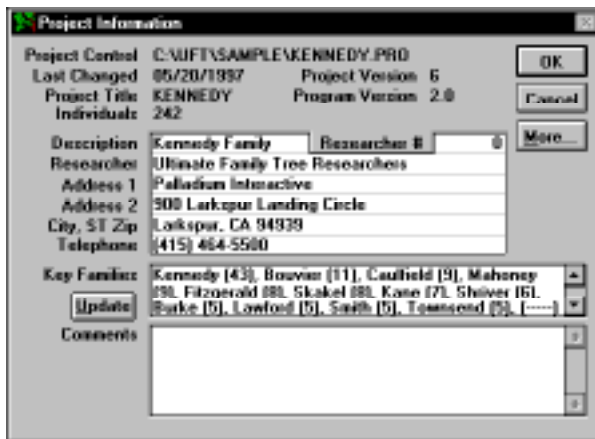 Project Information
Project Control C:\UFT\SAMPLE\KENNEDY.PRO
Last Changed 05/20/1997 Project Version 6
Project Title KENNEDY Program Version 2.0
Individuals 242
OK
Cancel
More...
Description Kennedy Family Researcher # 0
Researcher Ultimate Family Tree Researchers
Address 1 Palladium Interactive
Address 2 900 Larkspur Landing Circle
City, ST Zip Larkspur, CA 94939
Telephone (415) 464-5500
Key Families Kennedy (43), Bouvier (11), Caulfield (9), Mahoney
(9), Fitzgerald (8), Skakel (8), Kane (7), Shriver (6),
Burke (5), Lawford (5), Smith (5), Townsend (5), (-----)
Update
Comments